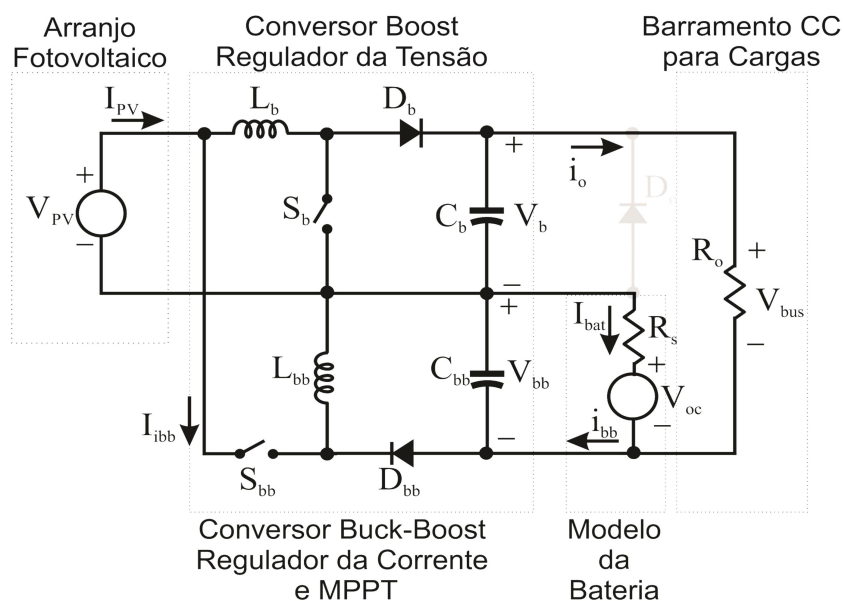 Arranjo
Fotovoltaico
Conversor Boost
Regulador da Tensão
Barramento CC
para Cargas
I_PV
L_b
D_b
+
i_o
D
+
V_PV
−
S_b
C_b
V_b
−
+
R_o
+
V_bus
−
I_bat
R_s
L_bb
C_bb
V_bb
+
V_oc
−
I_ibb
S_bb
D_bb
−
i_bb
Conversor Buck-Boost
Regulador da Corrente
e MPPT
Modelo
da
Bateria